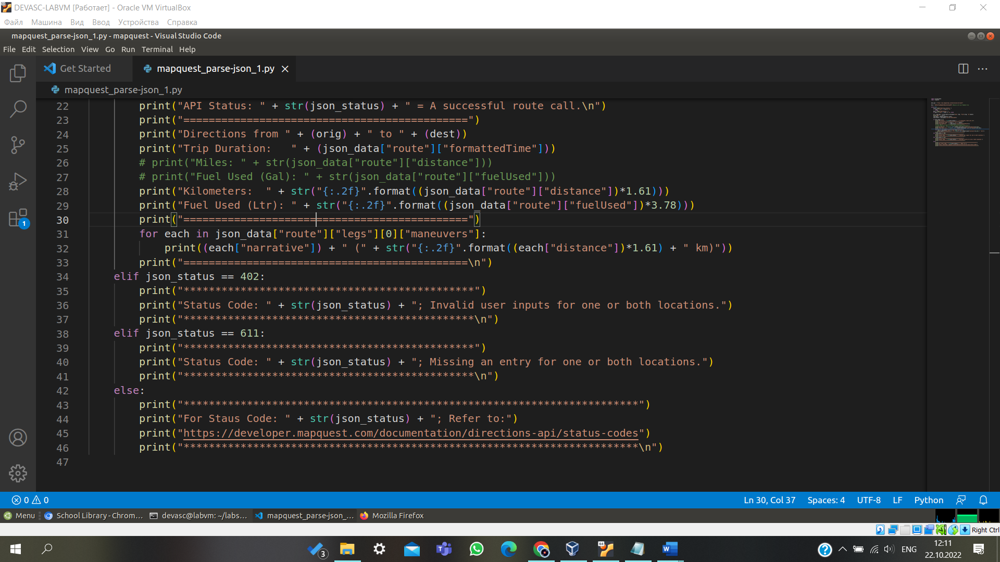 DEVASC-LABVM [Работает] - Oracle VM VirtualBox
Файл Машина Вид Ввод Устройства Справка
mapquest_parse-json_1.py - mapquest - Visual Studio Code
File Edit Selection View Go Run Terminal Help
Get Started mapquest_parse-json_1.py
mapquest_parse-json_1.py
22 print("API Status: " + str(json_status) + " = A successful route call.\n")
23 print("=============================================")
24 print("Directions from " + (orig) + " to " + (dest))
25 print("Trip Duration:   " + (json_data["route"]["formattedTime"]))
26 # print("Miles: " + str(json_data["route"]["distance"]))
27 # print("Fuel Used (Gal): " + str(json_data["route"]["fuelUsed"]))
28 print("Kilometers:  " + str("{:.2f}".format((json_data["route"]["distance"])*1.61)))
29 print("Fuel Used (Ltr): " + str("{:.2f}".format((json_data["route"]["fuelUsed"])*3.78)))
30 print("=============================================")
31 for each in json_data["route"]["legs"][0]["maneuvers"]:
32 print((each["narrative"]) + " (" + str("{:.2f}".format((each["distance"])*1.61) + " km)"))
33 print("=============================================\n")
34 elif json_status == 402:
35 print("**********************************************")
36 print("Status Code: " + str(json_status) + "; Invalid user inputs for one or both locations.")
37 print("**********************************************\n")
38 elif json_status == 611:
39 print("**********************************************")
40 print("Status Code: " + str(json_status) + "; Missing an entry for one or both locations.")
41 print("**********************************************\n")
42 else:
43 print("************************************************************************")
44 print("For Staus Code: " + str(json_status) + "; Refer to:")
45 print("https://developer.mapquest.com/documentation/directions-api/status-codes")
46 print("************************************************************************\n")
47
1
0 0 Ln 30, Col 37 Spaces: 4 UTF-8 LF Python
Menu School Library - Chrom... devasc@labvm: ~/labs... mapquest_parse-json_... Mozilla Firefox
Right Ctrl
3 64 ENG 12:11
22.10.2022